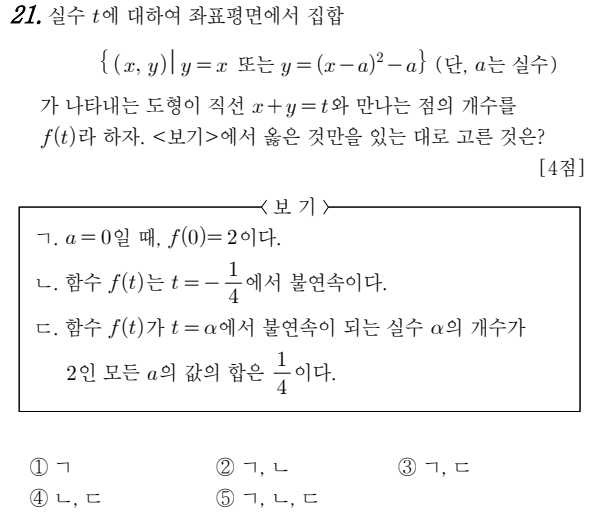 21. 실수 t에 대하여 좌표평면에서 집합
{(x, y)| y=x 또는 y=(x−a)²−a} (단, a는 실수)
가 나타내는 도형이 직선 x+y=t와 만나는 점의 개수를
f(t)라 하자. <보기>에서 옳은 것만을 있는 대로 고른 것은?
[4점]
〈 보 기 〉
ㄱ. a=0일 때, f(0)=2이다.
ㄴ. 함수 f(t)는 t=−1/4에서 불연속이다.
ㄷ. 함수 f(t)가 t=α에서 불연속이 되는 실수 α의 개수가
2인 모든 a의 값의 합은 1/4이다.
① ㄱ ② ㄱ, ㄴ ③ ㄱ, ㄷ
④ ㄴ, ㄷ ⑤ ㄱ, ㄴ, ㄷ